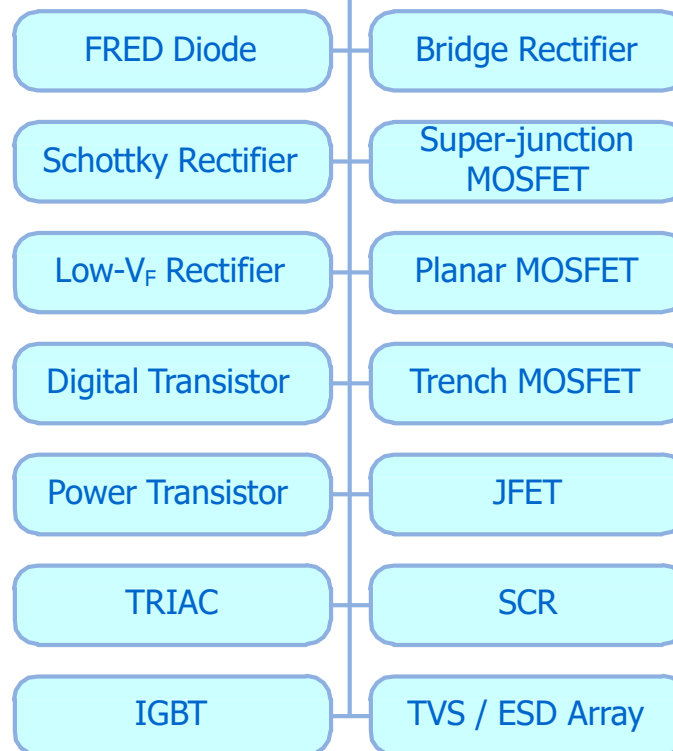 FRED Diode
Bridge Rectifier
Schottky Rectifier
Super-junction
MOSFET
Low-VF Rectifier
Planar MOSFET
Digital Transistor
Trench MOSFET
Power Transistor
JFET
TRIAC
SCR
IGBT
TVS / ESD Array